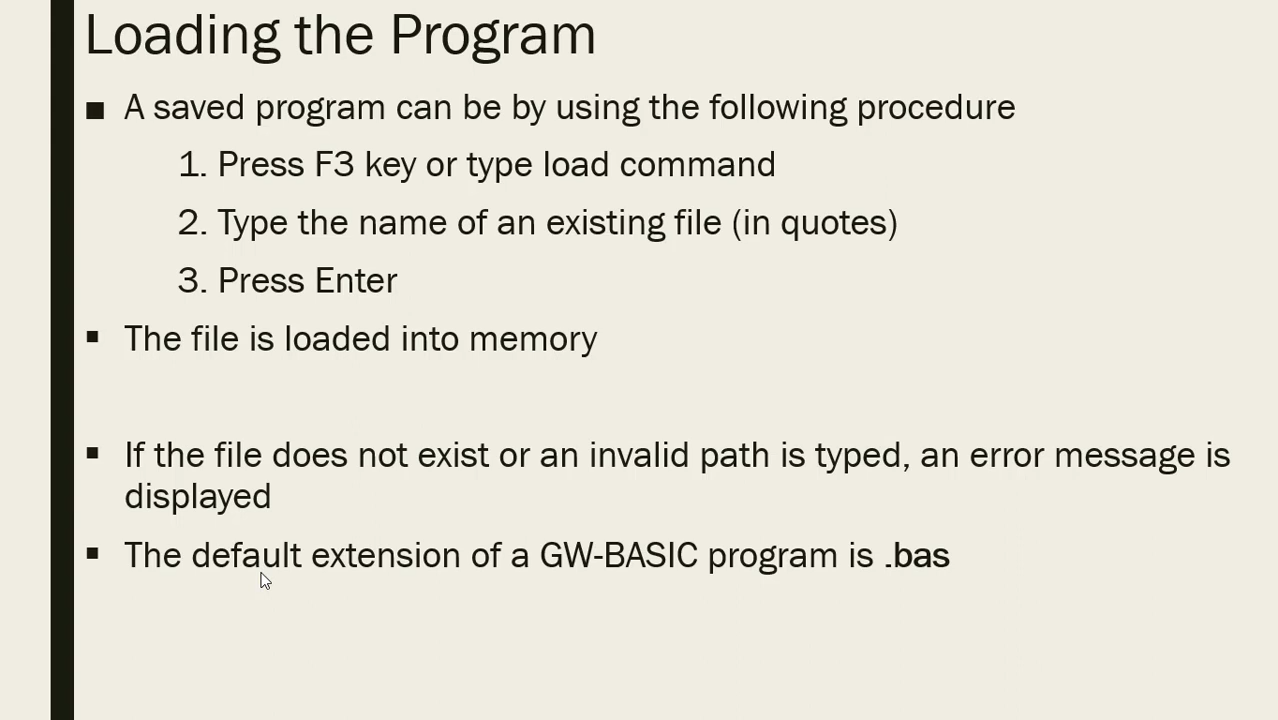 Loading the Program
■ A saved program can be by using the following procedure
1. Press F3 key or type load command
2. Type the name of an existing file (in quotes)
3. Press Enter
▪ The file is loaded into memory
▪ If the file does not exist or an invalid path is typed, an error message is
displayed
▪ The default extension of a GW-BASIC program is .bas